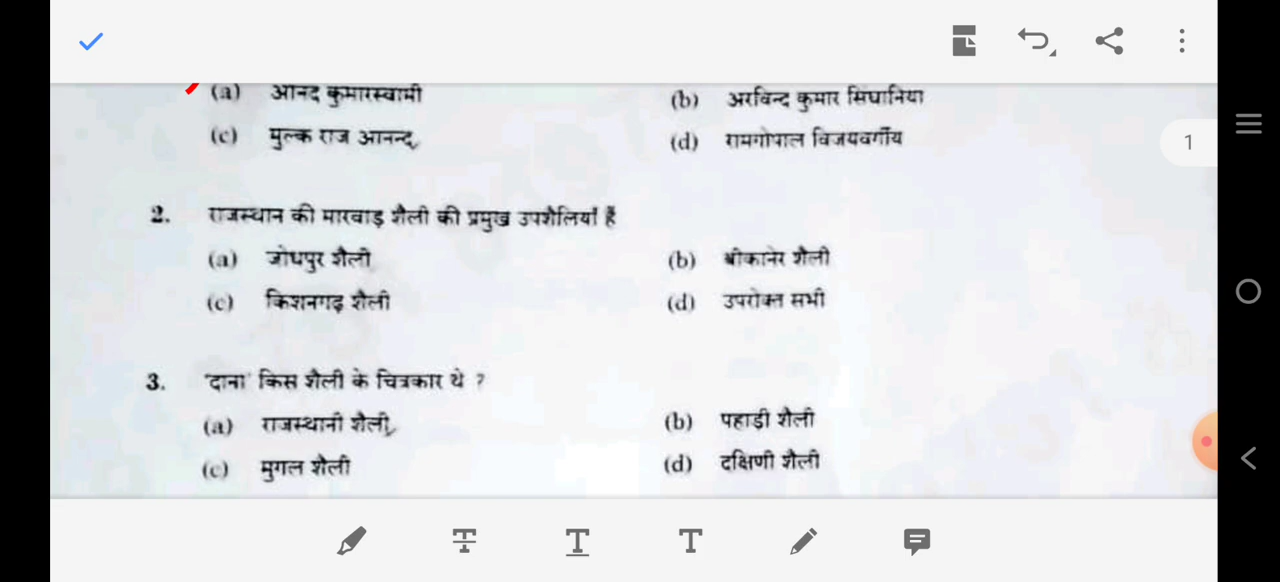 (a) आनंद कुमारस्वामी (b) अरविन्द कुमार सिंघानिया
(c) मुल्क राज आनन्द (d) रामगोपाल विजयवर्गीय
1
2. राजस्थान की मारवाड़ शैली की प्रमुख उपशैलियाँ हैं
(a) जोधपुर शैली (b) बीकानेर शैली
(c) किशनगढ़ शैली (d) उपरोक्त सभी
3. 'दाना' किस शैली के चित्रकार थे ?
(a) राजस्थानी शैली (b) पहाड़ी शैली
(c) मुगल शैली (d) दक्षिणी शैली